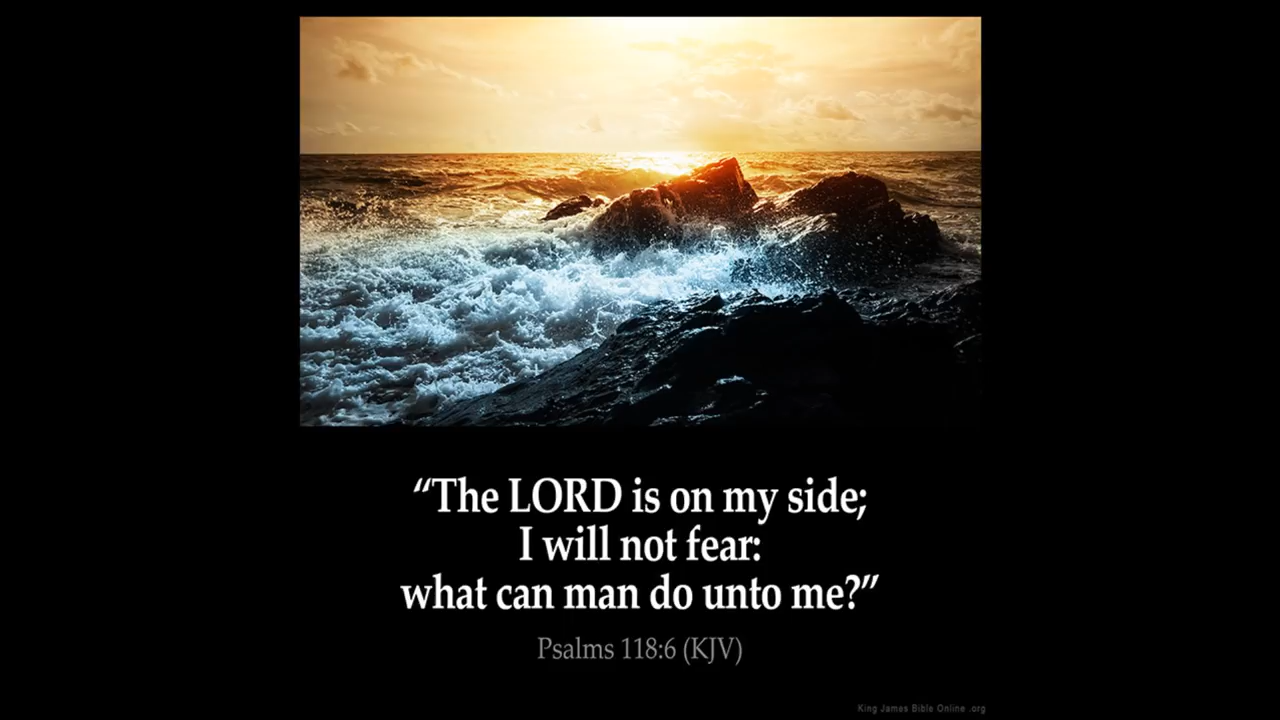 “The LORD is on my side;
I will not fear:
what can man do unto me?”
Psalms 118:6 (KJV)
King James Bible Online .org